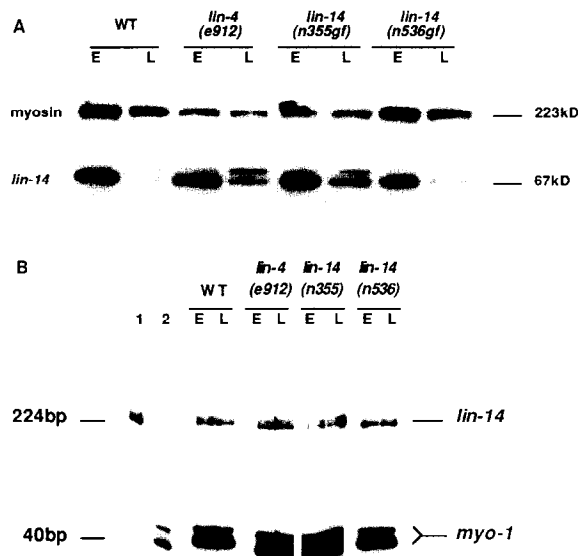 A
WT lin-4 lin-14 lin-14
(e912) (n355gf) (n536gf)
E L E L E L E L
myosin 223kD
lin-14 67kD
B
lin-4 lin-14 lin-14
WT (e912) (n355) (n536)
1 2 E L E L E L E L
224bp lin-14
40bp myo-1